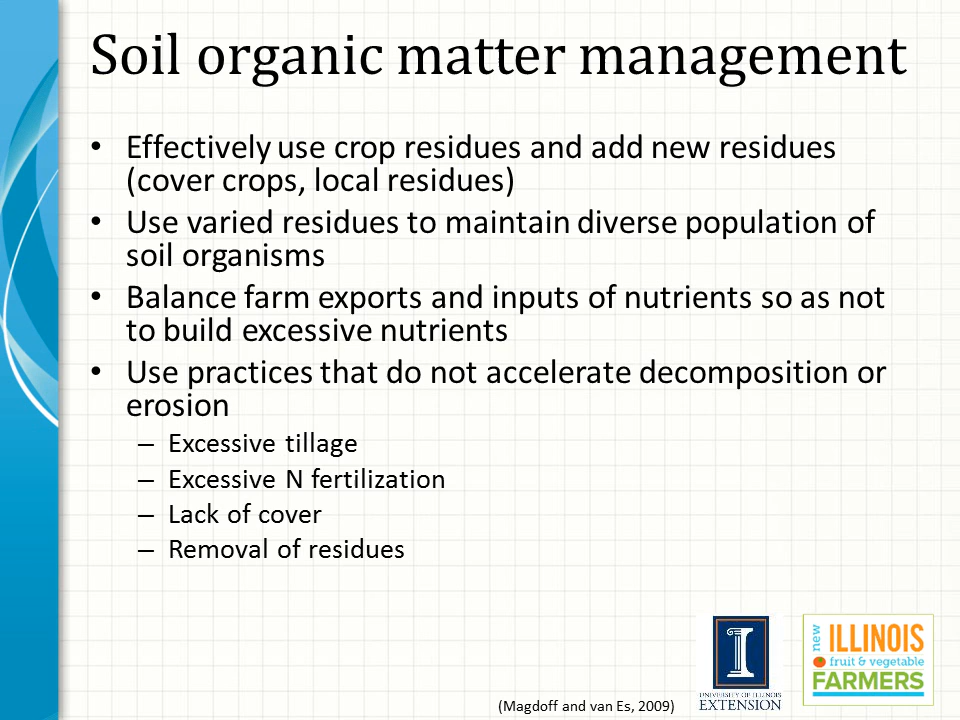 Soil organic matter management
• Effectively use crop residues and add new residues
(cover crops, local residues)
• Use varied residues to maintain diverse population of
soil organisms
• Balance farm exports and inputs of nutrients so as not
to build excessive nutrients
• Use practices that do not accelerate decomposition or
erosion
– Excessive tillage
– Excessive N fertilization
– Lack of cover
– Removal of residues
(Magdoff and van Es, 2009)
I
UNIVERSITY OF ILLINOIS
EXTENSION
new
ILLINOIS
fruit & vegetable
FARMERS